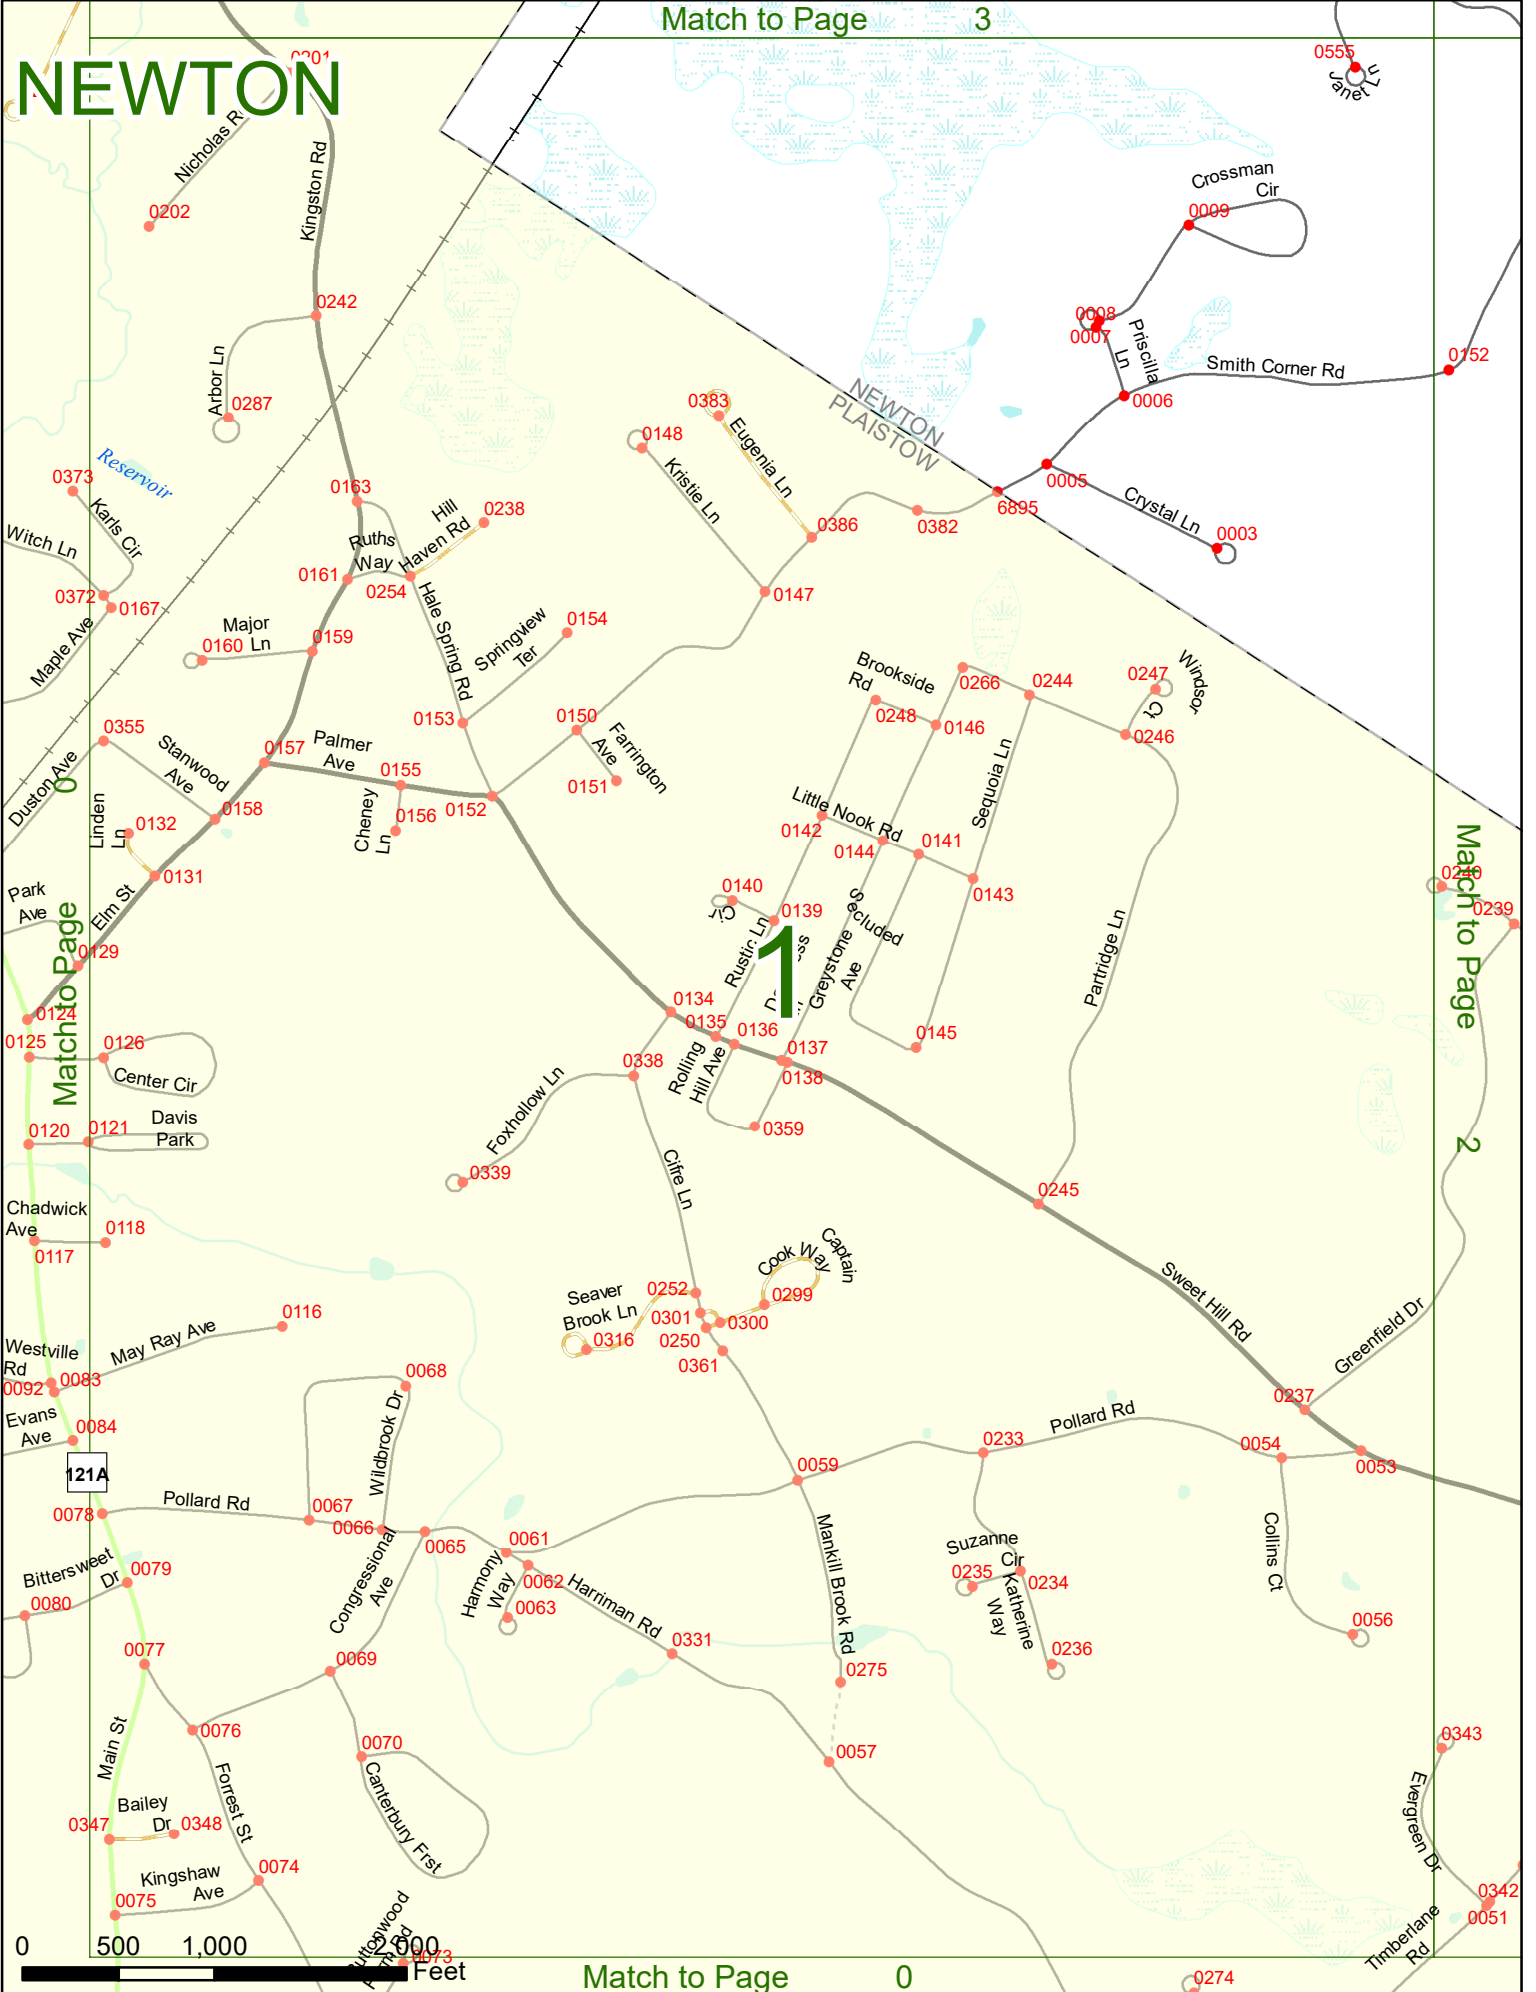 Match to Page 3
NEWTON
0201
0555
Janet Ln
Nicholas R
0202
Kingston Rd
Crossman
Cir
0009
0242
0008
0007
Priscilla
Ln
Smith Corner Rd
0152
0006
Arbor Ln
0287
NEWTON
PLAISTOW
0383
Eugenia Ln
0148
Kristie Ln
Reservoir
0373
Karls Cir
0163
Hill
Haven Rd
0238
0005
6895
Crystal Ln
0003
0382
0386
Witch Ln
Ruths
Way
0161
0254
0372
0167
0147
Hale Spring Rd
Maple Ave
Major
Ln
0160
0159
Springview
Ter
0154
Brookside
Rd
0266
0244
0247
Windsor
Ct
0248
0146
0246
0153
0150
Farrington
Ave
0151
0355
Duston Ave
Stanwood
Ave
0157
Palmer
Ave
0155
0152
Cheney
Ln
0156
0158
Linden
Ln
0132
0131
Little Nook Rd
0142
0144
0141
0143
Sequoia Ln
Match to Page 0
Match to Page 2
0240
0239
Park
Ave
Elm St
0129
0140
Cir
0139
Rustic Ln
Secluded
Ave
Greystone
Partridge Ln
1
0124
0125
0126
Center Cir
0134
0135
0136
0137
0138
0145
0338
Rolling
Hill Ave
Foxhollow Ln
0120
0121
Davis
Park
0359
0339
Cifre Ln
Chadwick
Ave
0118
0117
0245
Captain
Cook Way
Seaver
Brook Ln
0252
0299
0301
0300
0316
0250
0361
Sweet Hill Rd
Greenfield Dr
0116
May Ray Ave
Westville
Rd
0092
0083
0068
Evans
Ave
0084
Wildbrook Dr
0237
Pollard Rd
0233
0054
0053
121A
0059
0078
Pollard Rd
0067
0066
0065
0061
0062
Harmony
Way
0063
Harriman Rd
Mankill Brook Rd
Suzanne
Cir
0235
0234
Katherine
Way
0236
Collins Ct
0056
Bittersweet
Dr
0079
0080
Congressional
Ave
0077
0069
0331
0275
0076
0070
0057
0343
Main St
Forrest St
Canterbury Frst
Bailey
Dr
0347
0348
Evergreen Dr
Kingshaw
Ave
0074
0075
0342
0051
Timberlane
Rd
0073
0274
0 500 1,000 2,000
Feet
Match to Page 0